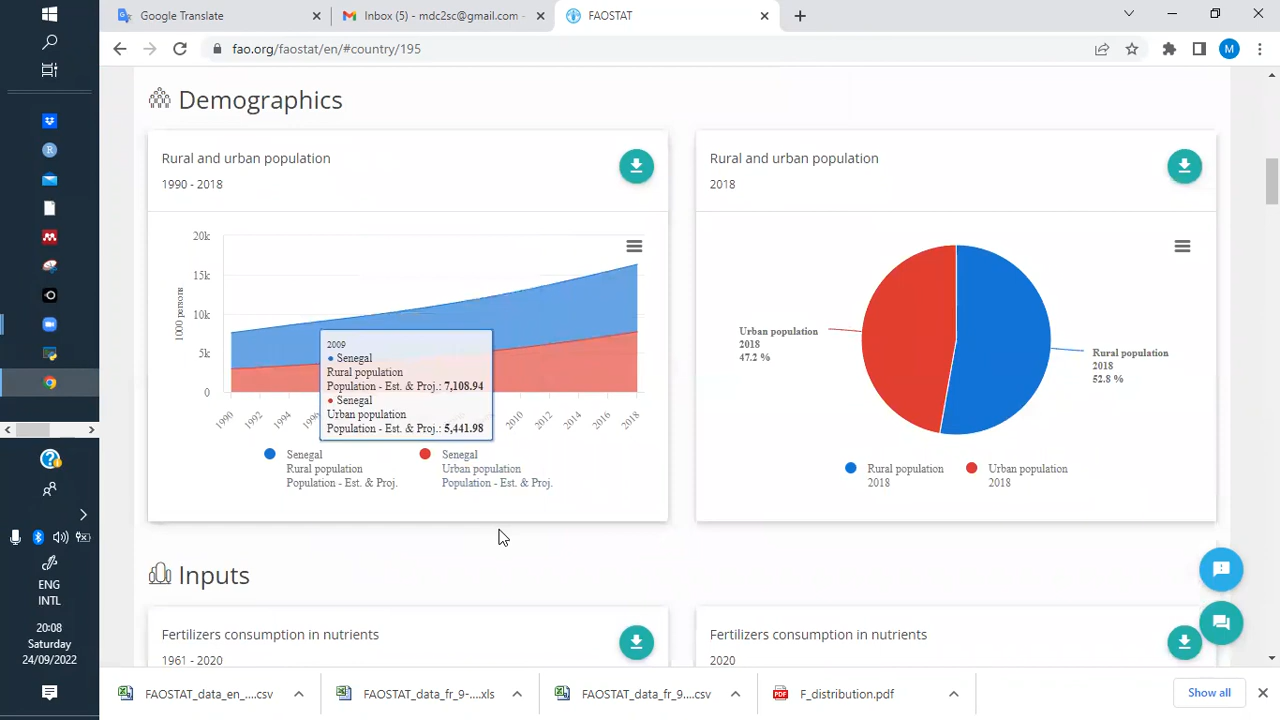 Google Translate
Inbox (5) - mdc2sc@gmail.com -
FAOSTAT
fao.org/faostat/en/#country/195
M
Demographics
Rural and urban population
1990 - 2018
20k
15k
10k
5k
0
1000 persons
2009
● Senegal
Rural population
Population - Est. & Proj.: 7,108.94
● Senegal
Urban population
Population - Est. & Proj.: 5,441.98
1990
1992
1994
1996
2010
2012
2014
2016
2018
Senegal
Rural population
Population - Est. & Proj.
Senegal
Urban population
Population - Est. & Proj.
Rural and urban population
2018
Urban population
2018
47.2 %
Rural population
2018
52.8 %
Rural population
2018
Urban population
2018
Inputs
Fertilizers consumption in nutrients
1961 - 2020
Fertilizers consumption in nutrients
2020
ENG
INTL
20:08
Saturday
24/09/2022
FAOSTAT_data_en_....csv
FAOSTAT_data_fr_9-....xls
FAOSTAT_data_fr_9....csv
F_distribution.pdf
Show all